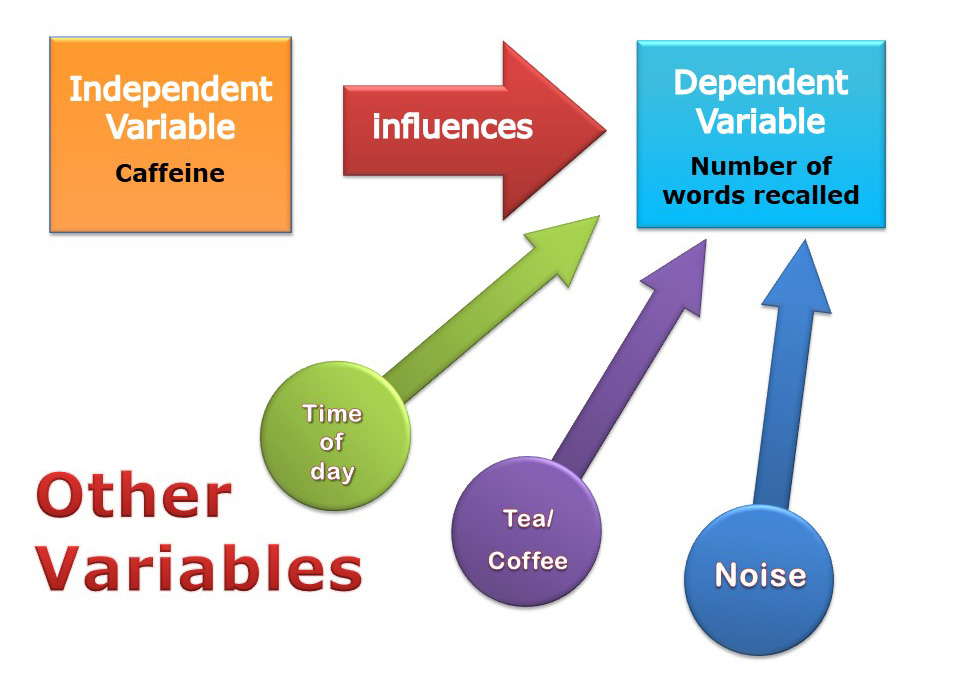 Independent
Variable
Caffeine
influences
Dependent
Variable
Number of
words recalled
Time
of
day
Tea/
Coffee
Noise
Other
Variables